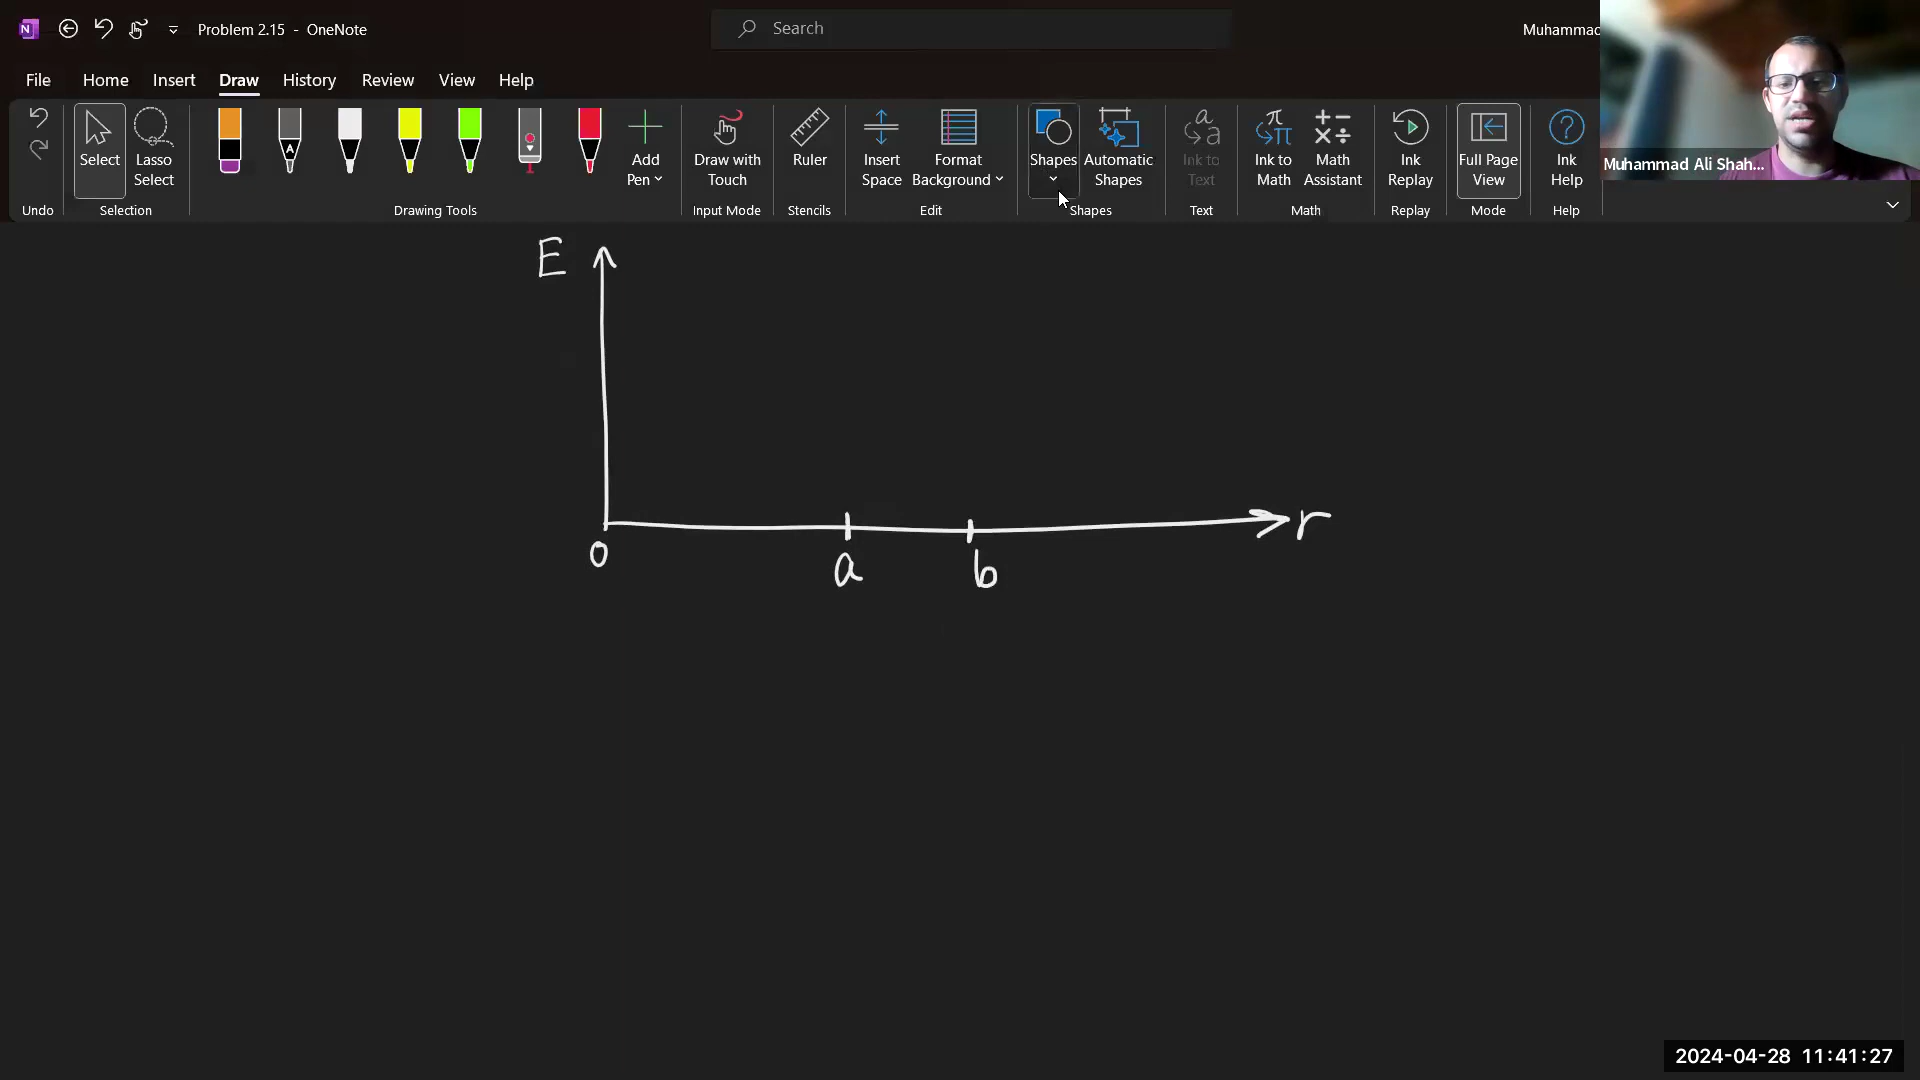 Problem 2.15 - OneNote
Search
Muhammad
File Home Insert Draw History Review View Help
Select
Lasso Select
Add Pen
Draw with Touch
Ruler
Insert Space
Format Background
Shapes
Automatic Shapes
Ink to Text
Ink to Math
Math Assistant
Ink Replay
Full Page View
Ink Help
Muhammad Ali Shah...
Undo Selection Drawing Tools Input Mode Stencils Edit Shapes Text Math Replay Mode Help
E
r
0 a b
2024-04-28 11:41:27